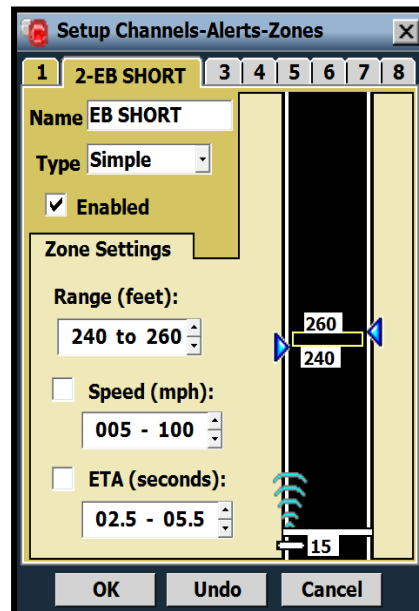 Setup Channels-Alerts-Zones
1 2-EB SHORT 3 4 5 6 7 8
Name EB SHORT
Type Simple
Enabled
Zone Settings
Range (feet):
240 to 260
260
240
Speed (mph):
005 - 100
ETA (seconds):
02.5 - 05.5
15
OK Undo Cancel